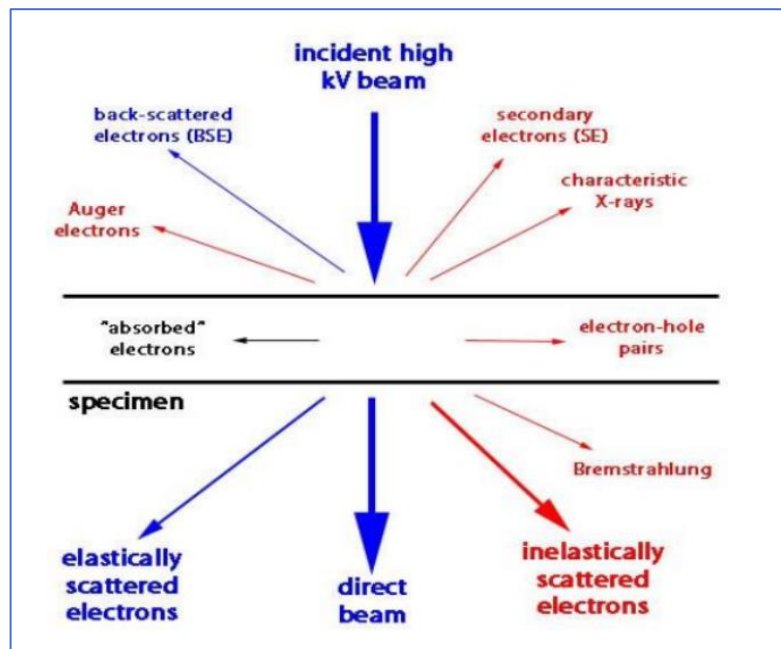 incident high
kV beam
back-scattered
electrons (BSE)
secondary
electrons (SE)
characteristic
X-rays
Auger
electrons
"absorbed"
electrons
electron-hole
pairs
specimen
Bremstrahlung
elastically
scattered
electrons
direct
beam
inelastically
scattered
electrons